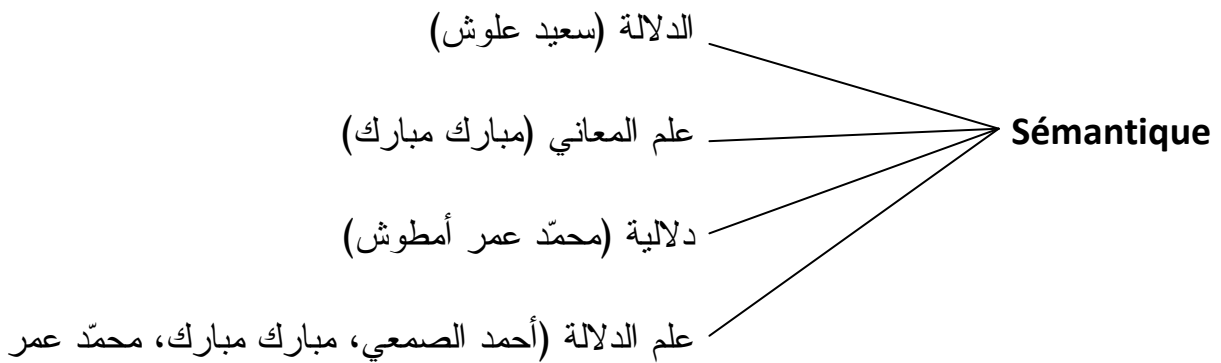 الدلالة (سعيد علوش)
Sémantique
علم المعاني (مبارك مبارك)
دلالية (محمّد عمر أمطوش)
علم الدلالة (أحمد الصمعي، مبارك مبارك، محمّد عمر